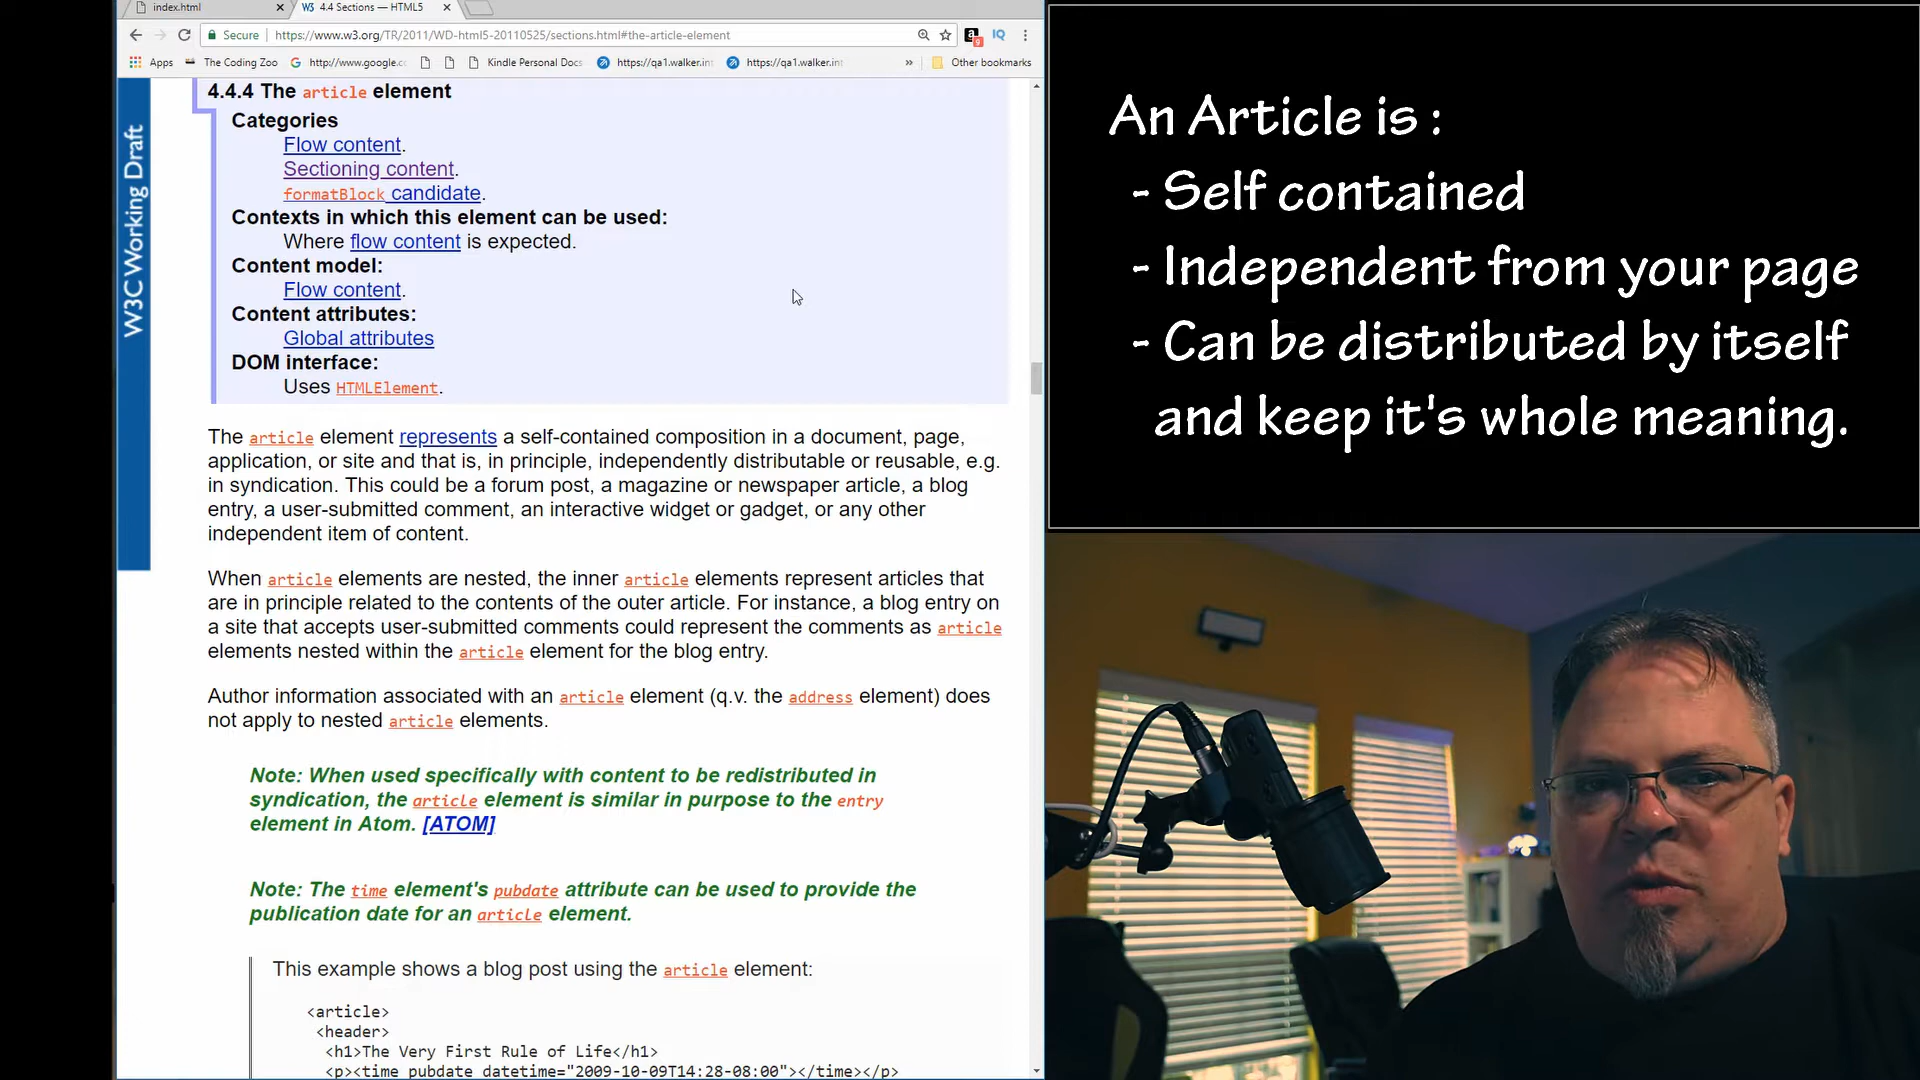 index.html
W3 4.4 Sections — HTML5
Secure
https://www.w3.org/TR/2011/WD-html5-20110525/sections.html#the-article-element
Apps
The Coding Zoo
http://www.google.c
Kindle Personal Docs
https://qa1.walker.in
https://qa1.walker.in
»
Other bookmarks
W3C Working Draft
4.4.4 The article element
Categories
Flow content.
Sectioning content.
formatBlock candidate.
Contexts in which this element can be used:
Where flow content is expected.
Content model:
Flow content.
Content attributes:
Global attributes
DOM interface:
Uses HTMLElement.
The article element represents a self-contained composition in a document, page,
application, or site and that is, in principle, independently distributable or reusable, e.g.
in syndication. This could be a forum post, a magazine or newspaper article, a blog
entry, a user-submitted comment, an interactive widget or gadget, or any other
independent item of content.
When article elements are nested, the inner article elements represent articles that
are in principle related to the contents of the outer article. For instance, a blog entry on
a site that accepts user-submitted comments could represent the comments as article
elements nested within the article element for the blog entry.
Author information associated with an article element (q.v. the address element) does
not apply to nested article elements.
Note: When used specifically with content to be redistributed in
syndication, the article element is similar in purpose to the entry
element in Atom. [ATOM]
Note: The time element's pubdate attribute can be used to provide the
publication date for an article element.
This example shows a blog post using the article element:
<article>
<header>
<h1>The Very First Rule of Life</h1>
<p><time pubdate datetime="2009-10-09T14:28-08:00"></time></p>
An Article is :
- Self contained
- Independent from your page
- Can be distributed by itself
and keep it's whole meaning.